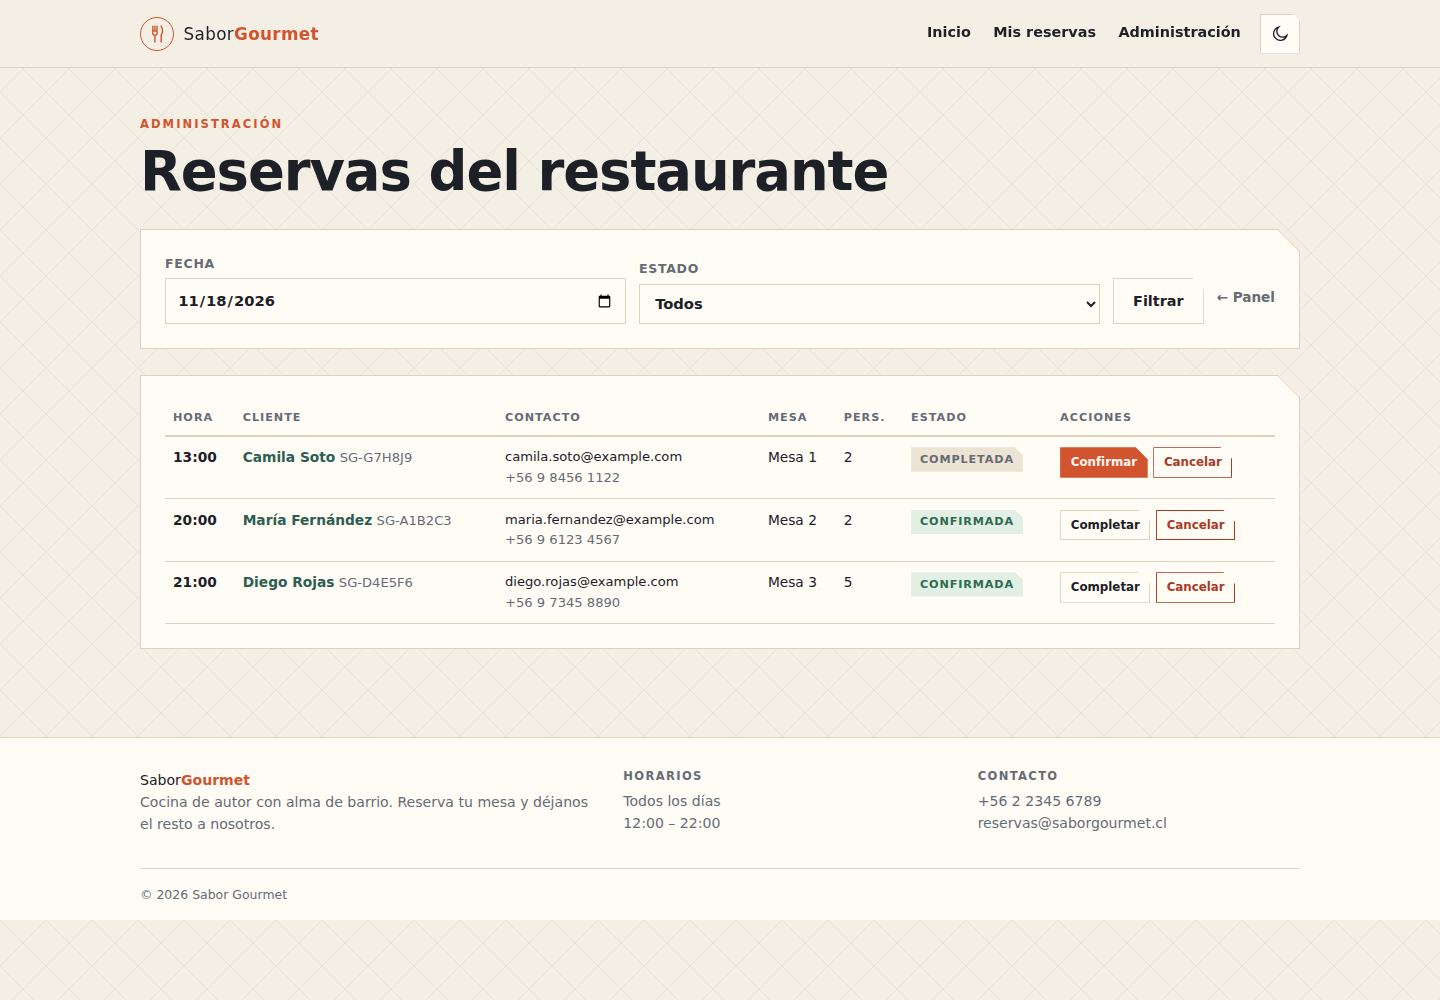 SaborGourmet
Inicio Mis reservas Administración
ADMINISTRACIÓN
Reservas del restaurante
FECHA
11/18/2026
ESTADO
Todos
Filtrar
← Panel
HORA CLIENTE CONTACTO MESA PERS. ESTADO ACCIONES
13:00 Camila Soto SG-G7H8J9 camila.soto@example.com Mesa 1 2 COMPLETADA Confirmar Cancelar
+56 9 8456 1122
20:00 María Fernández SG-A1B2C3 maria.fernandez@example.com Mesa 2 2 CONFIRMADA Completar Cancelar
+56 9 6123 4567
21:00 Diego Rojas SG-D4E5F6 diego.rojas@example.com Mesa 3 5 CONFIRMADA Completar Cancelar
+56 9 7345 8890
SaborGourmet
Cocina de autor con alma de barrio. Reserva tu mesa y déjanos
el resto a nosotros.
HORARIOS
Todos los días
12:00 – 22:00
CONTACTO
+56 2 2345 6789
reservas@saborgourmet.cl
© 2026 Sabor Gourmet